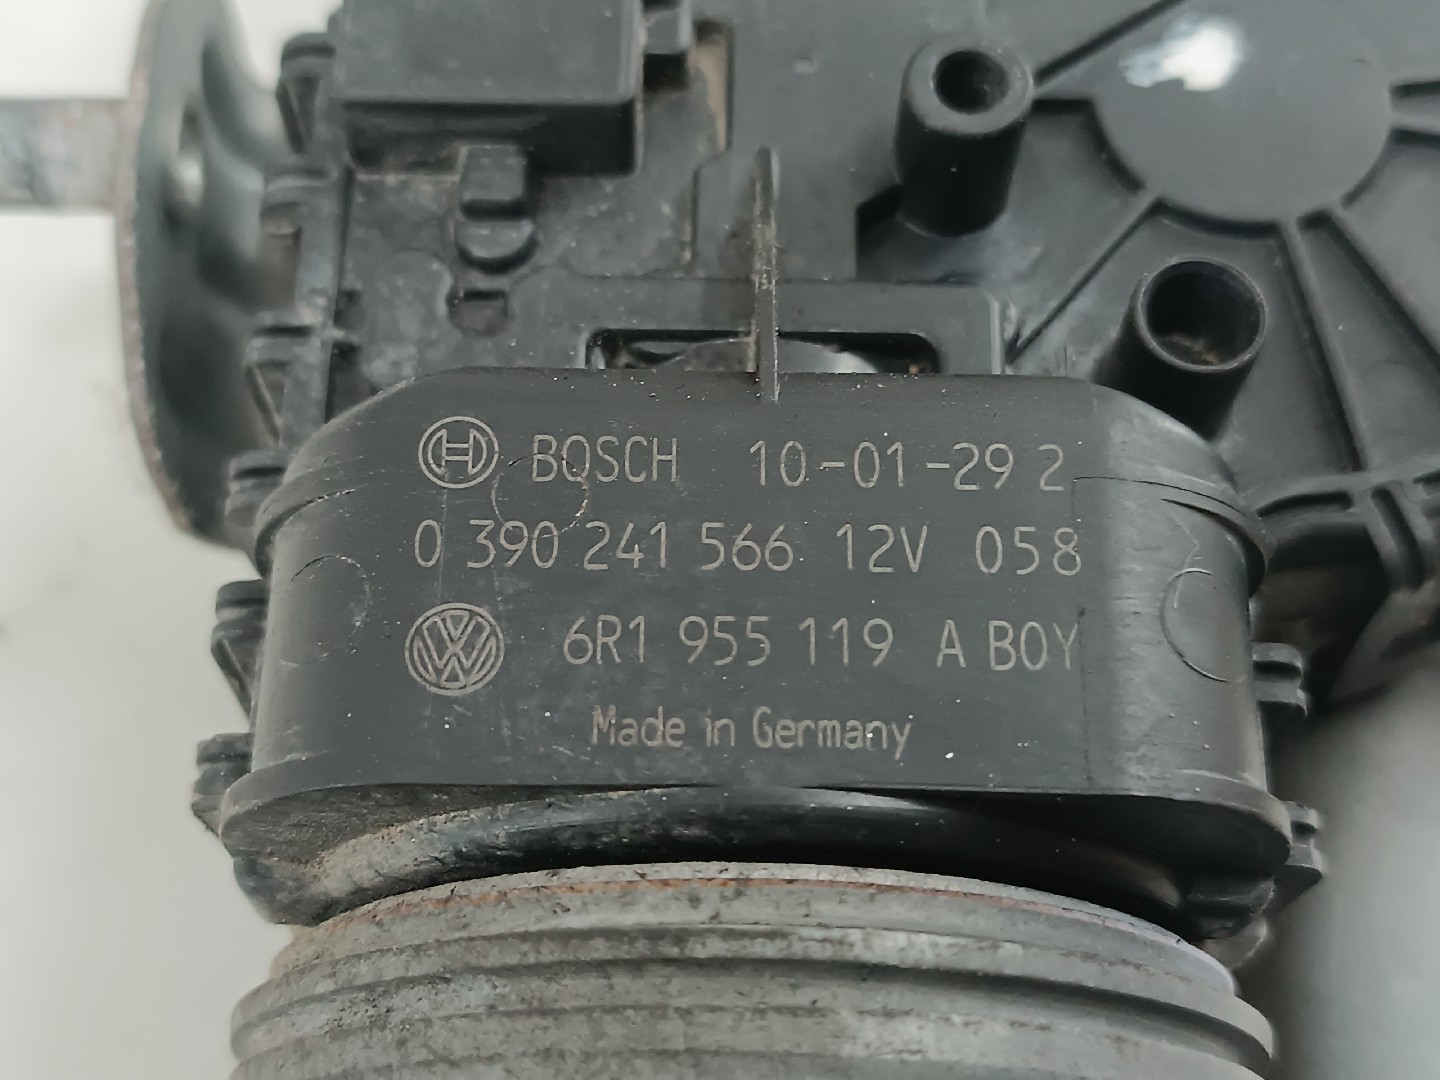 BOSCH 10-01-29 2
0 390 241 566 12V 058
6R1 955 119 A BOY
Made in Germany